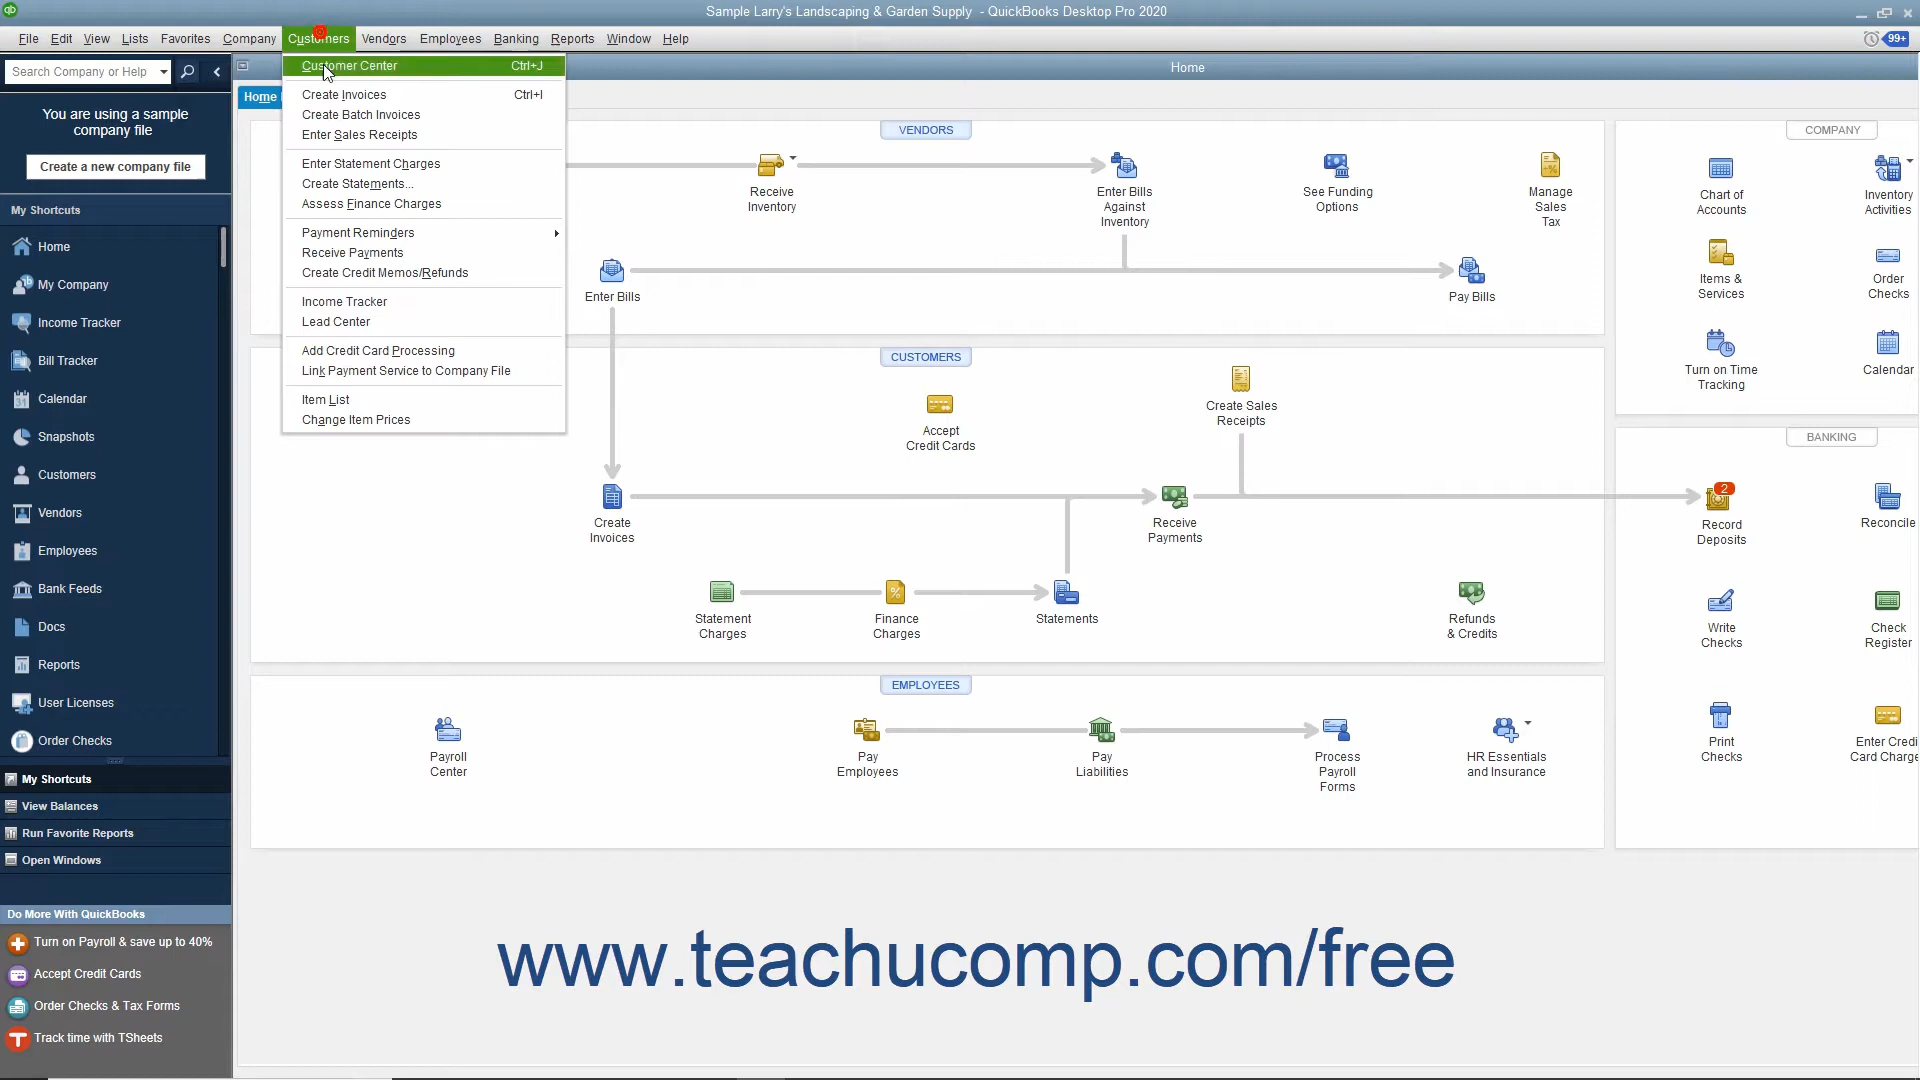 Sample Larry's Landscaping & Garden Supply - QuickBooks Desktop Pro 2020
File Edit View Lists Favorites Company Customers Vendors Employees Banking Reports Window Help
99+
Search Company or Help
Home
Home
You are using a sample
company file
Create a new company file
My Shortcuts
Home
My Company
Income Tracker
Bill Tracker
Calendar
Snapshots
Customers
Vendors
Employees
Bank Feeds
Docs
Reports
User Licenses
Order Checks
My Shortcuts
View Balances
Run Favorite Reports
Open Windows
Do More With QuickBooks
Turn on Payroll & save up to 40%
Accept Credit Cards
Order Checks & Tax Forms
Track time with TSheets
Customer Center Ctrl+J
Create Invoices Ctrl+I
Create Batch Invoices
Enter Sales Receipts
Enter Statement Charges
Create Statements...
Assess Finance Charges
Payment Reminders
Receive Payments
Create Credit Memos/Refunds
Income Tracker
Lead Center
Add Credit Card Processing
Link Payment Service to Company File
Item List
Change Item Prices
VENDORS
Receive
Inventory
Enter Bills
Against
Inventory
See Funding
Options
Manage
Sales
Tax
Enter Bills
Pay Bills
CUSTOMERS
Accept
Credit Cards
Create Sales
Receipts
Create
Invoices
Receive
Payments
Statement
Charges
Finance
Charges
Statements
Refunds
& Credits
EMPLOYEES
Payroll
Center
Pay
Employees
Pay
Liabilities
Process
Payroll
Forms
HR Essentials
and Insurance
COMPANY
Chart of
Accounts
Inventory
Activities
Items &
Services
Order
Checks
Turn on Time
Tracking
Calendar
31
BANKING
2
Record
Deposits
Reconcile
Write
Checks
Check
Register
Print
Checks
Enter Credi
Card Charge
www.teachucomp.com/free